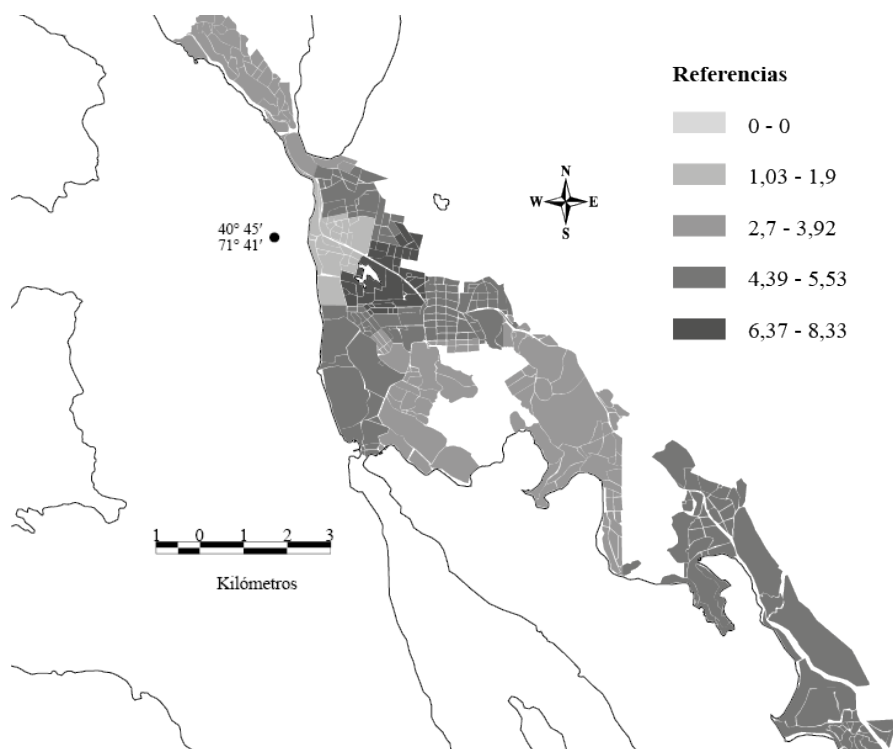 Referencias
0 - 0
1,03 - 1,9
2,7 - 3,92
4,39 - 5,53
6,37 - 8,33
N
W E
S
40° 45′
71° 41′
1 0 1 2 3
Kilómetros